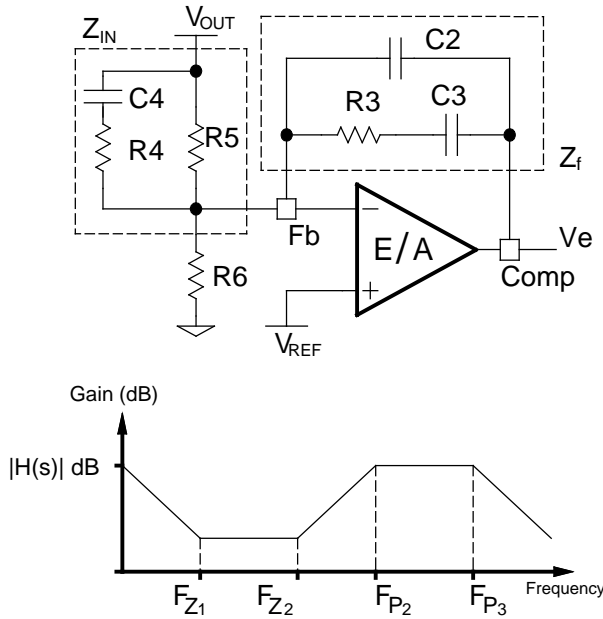 V_OUT
Z_IN
C2
C4
R3
C3
R4
R5
Z_f
Fb
−
E/A
Ve
R6
+
Comp
V_REF
Gain (dB)
|H(s)| dB
F_Z1
F_Z2
F_P2
F_P3
Frequency